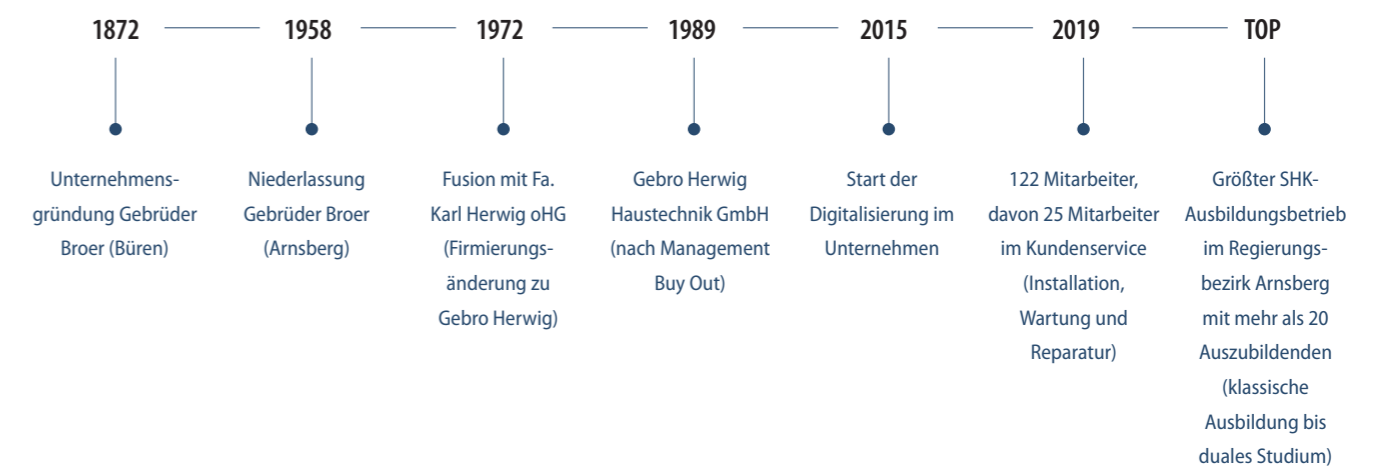 1872
1958
1972
1989
2015
2019
TOP
Unternehmens-
gründung Gebrüder
Broer (Büren)
Niederlassung
Gebrüder Broer
(Arnsberg)
Fusion mit Fa.
Karl Herwig oHG
(Firmierungs-
änderung zu
Gebro Herwig)
Gebro Herwig
Haustechnik GmbH
(nach Management
Buy Out)
Start der
Digitalisierung im
Unternehmen
122 Mitarbeiter,
davon 25 Mitarbeiter
im Kundenservice
(Installation,
Wartung und
Reparatur)
Größter SHK-
Ausbildungsbetrieb
im Regierungs-
bezirk Arnsberg
mit mehr als 20
Auszubildenden
(klassische
Ausbildung bis
duales Studium)